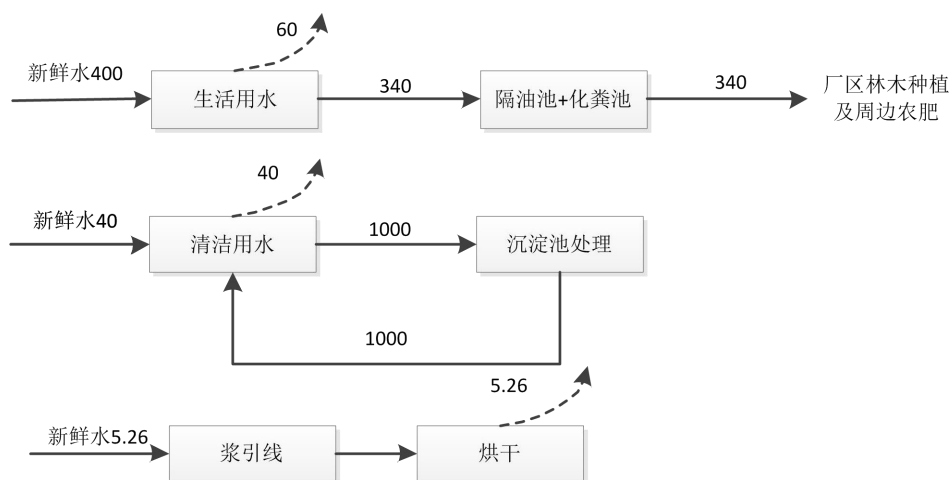 60
新鲜水400
生活用水
340
隔油池+化粪池
340
厂区林木种植
及周边农肥
40
新鲜水40
清洁用水
1000
沉淀池处理
1000
5.26
新鲜水5.26
浆引线
烘干